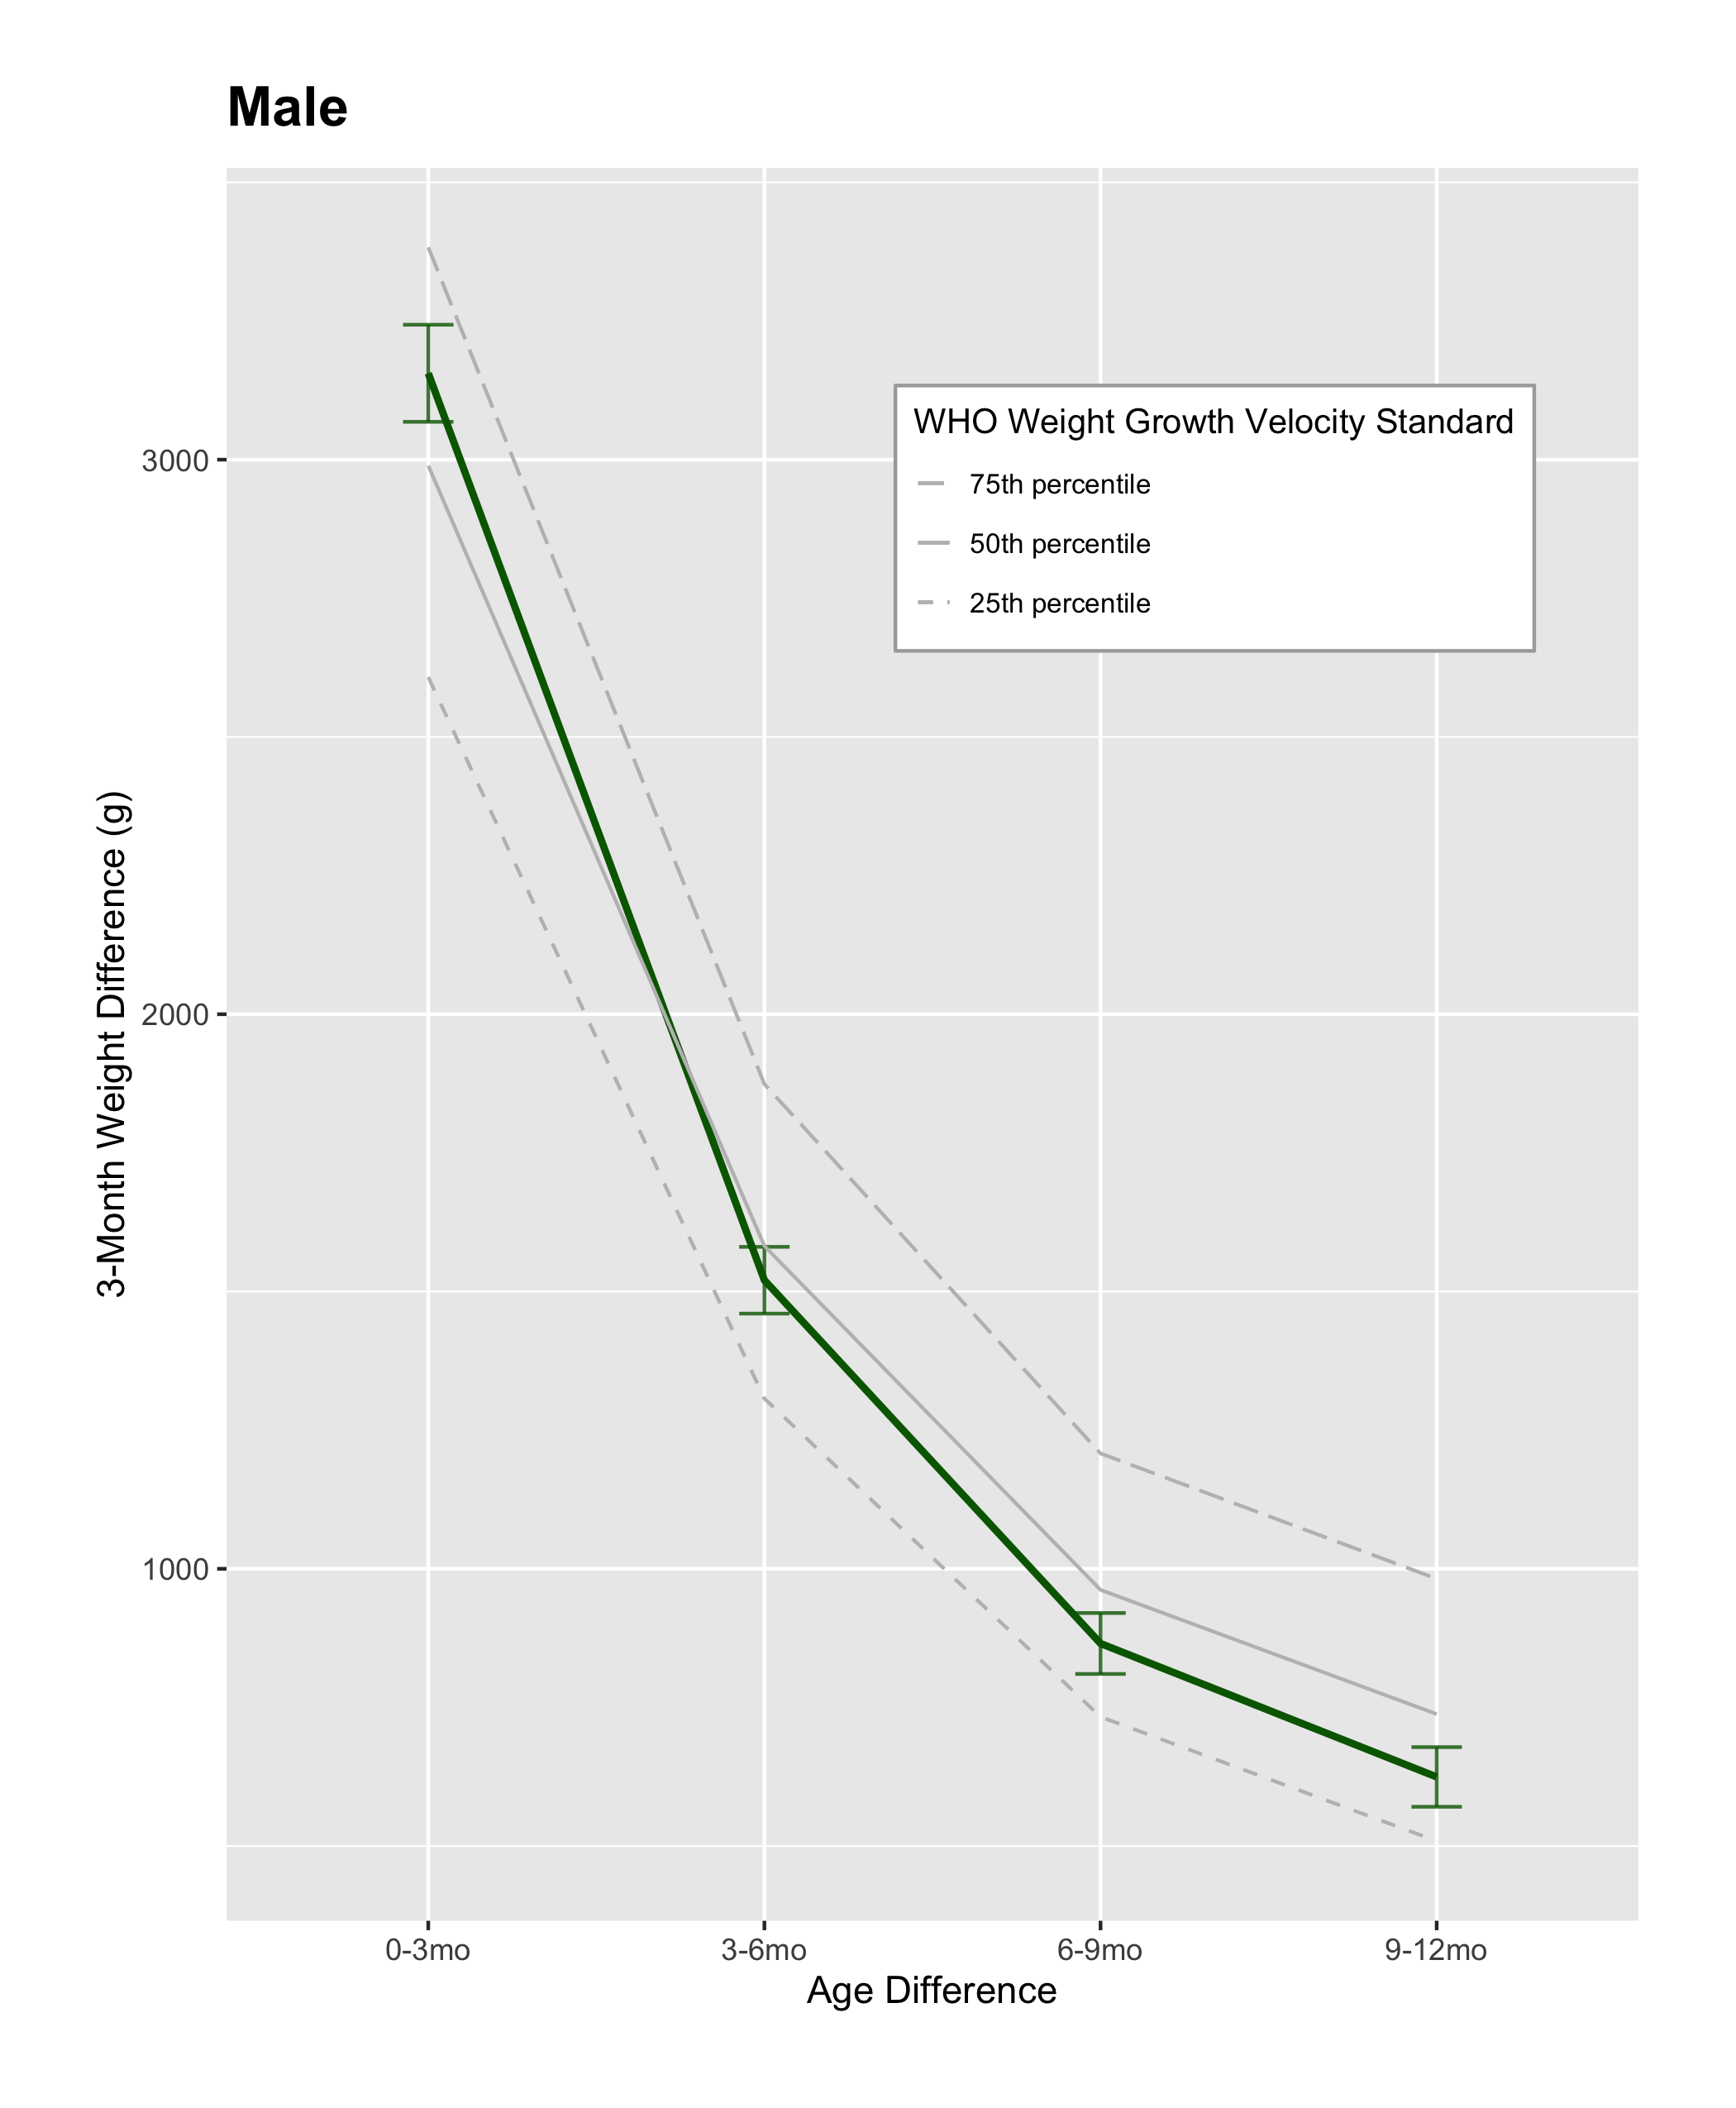 Male
WHO Weight Growth Velocity Standard
75th percentile
50th percentile
25th percentile
3-Month Weight Difference (g)
3000
2000
1000
0-3mo 3-6mo 6-9mo 9-12mo
Age Difference